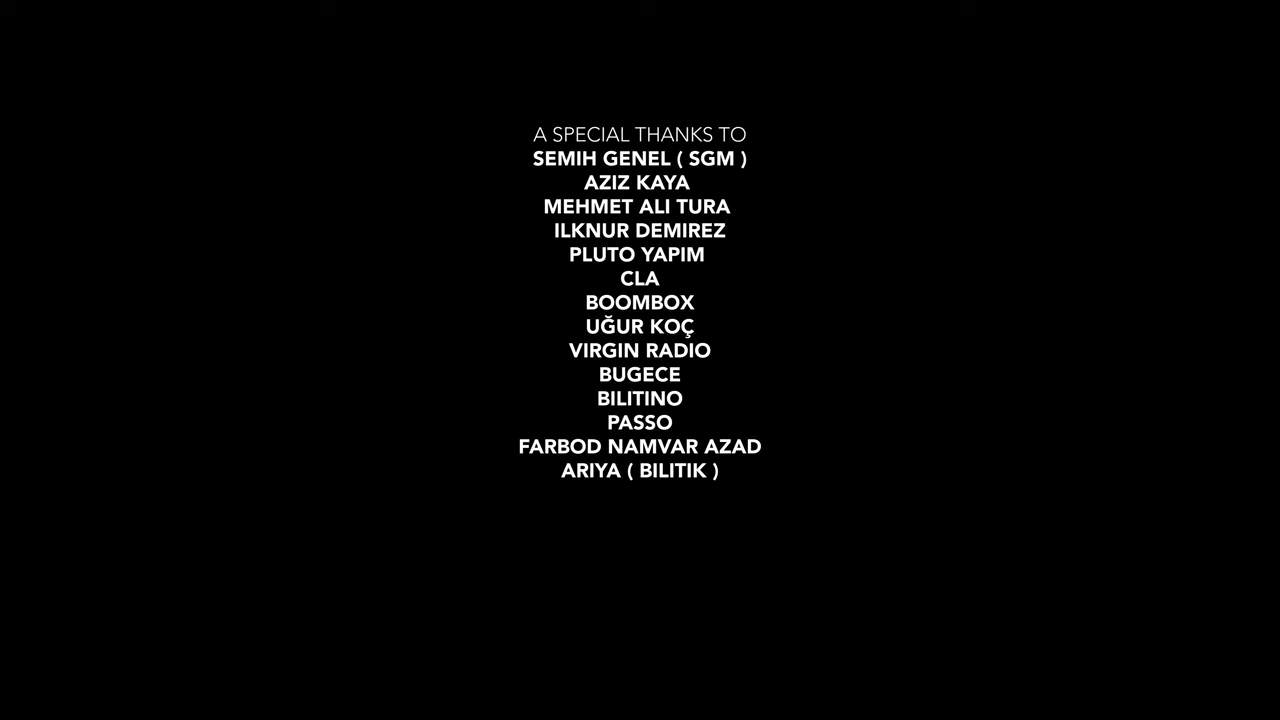 A SPECIAL THANKS TO
SEMIH GENEL ( SGM )
AZIZ KAYA
MEHMET ALI TURA
ILKNUR DEMIREZ
PLUTO YAPIM
CLA
BOOMBOX
UĞUR KOÇ
VIRGIN RADIO
BUGECE
BILITINO
PASSO
FARBOD NAMVAR AZAD
ARIYA ( BILITIK )